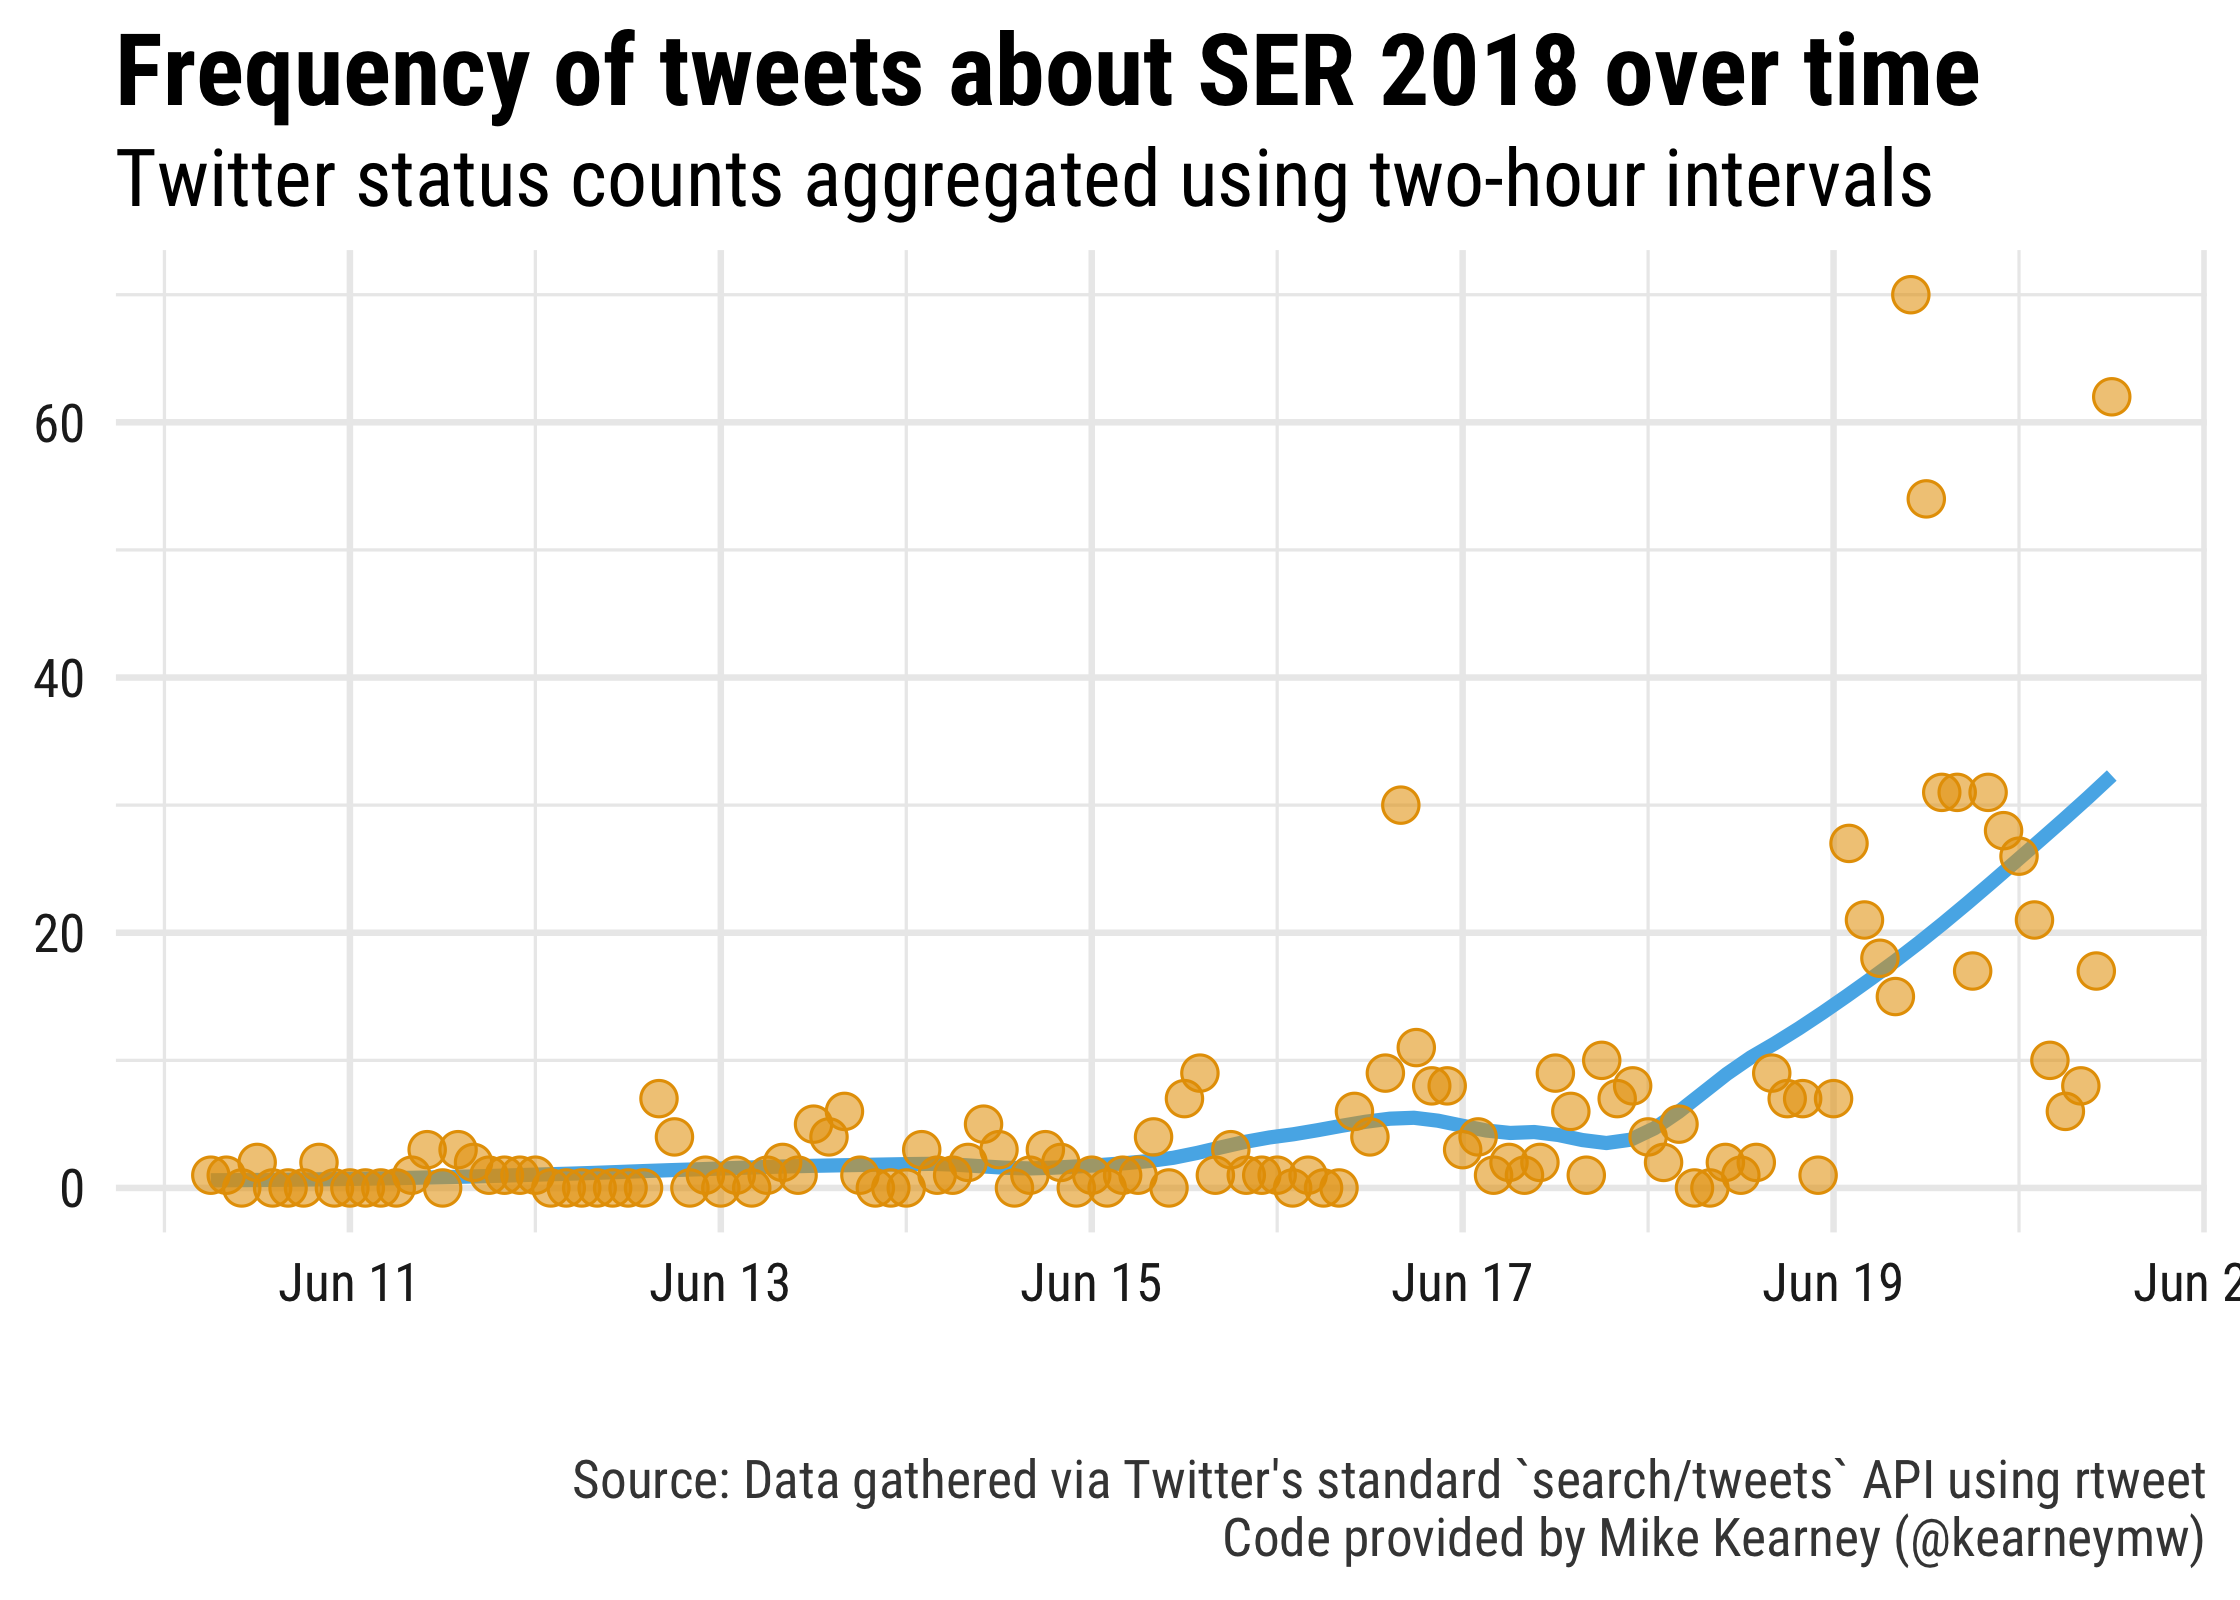 Frequency of tweets about SER 2018 over time
Twitter status counts aggregated using two-hour intervals
60
40
20
0
Jun 11 Jun 13 Jun 15 Jun 17 Jun 19 Jun
Source: Data gathered via Twitter's standard `search/tweets` API using rtweet
Code provided by Mike Kearney (@kearneymw)